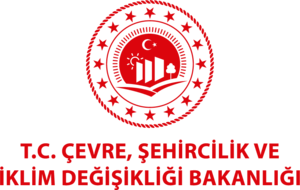 T.C. ÇEVRE, ŞEHİRCİLİK VE
İKLİM DEĞİŞİKLİĞİ BAKANLIĞI